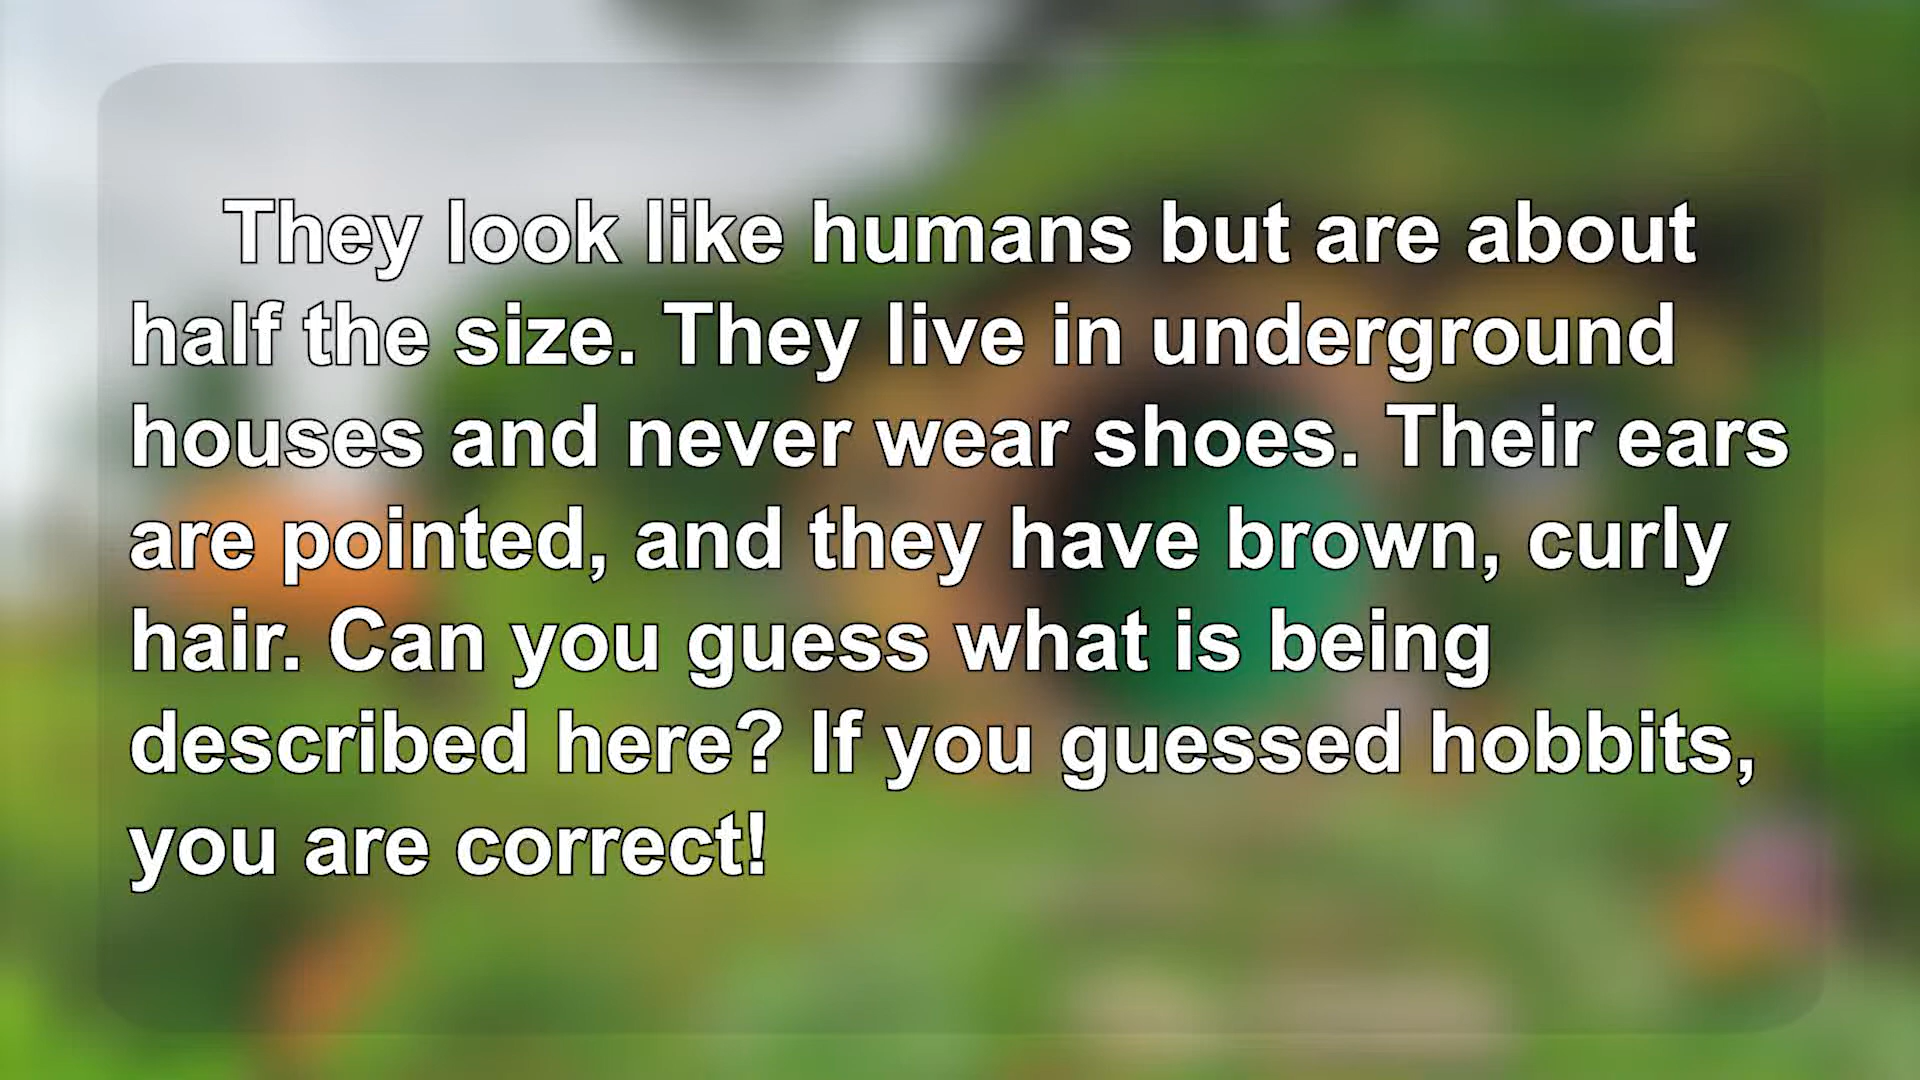 They look like humans but are about
half the size. They live in underground
houses and never wear shoes. Their ears
are pointed, and they have brown, curly
hair. Can you guess what is being
described here? If you guessed hobbits,
you are correct!